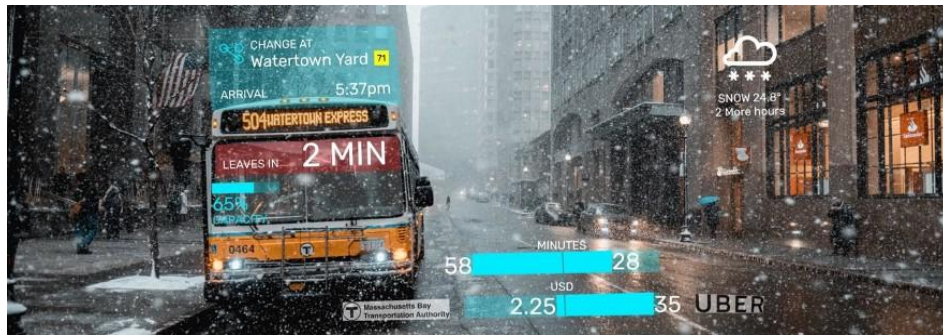 CHANGE AT
Watertown Yard 71
ARRIVAL 5:37pm
504 WATERTOWN EXPRESS
LEAVES IN 2 MIN
65%
CAPACITY
0464
T
SNOW 24.8°
2 More hours
Santander
MINUTES
58 28
USD
2.25 35 UBER
T Massachusetts Bay
Transportation Authority